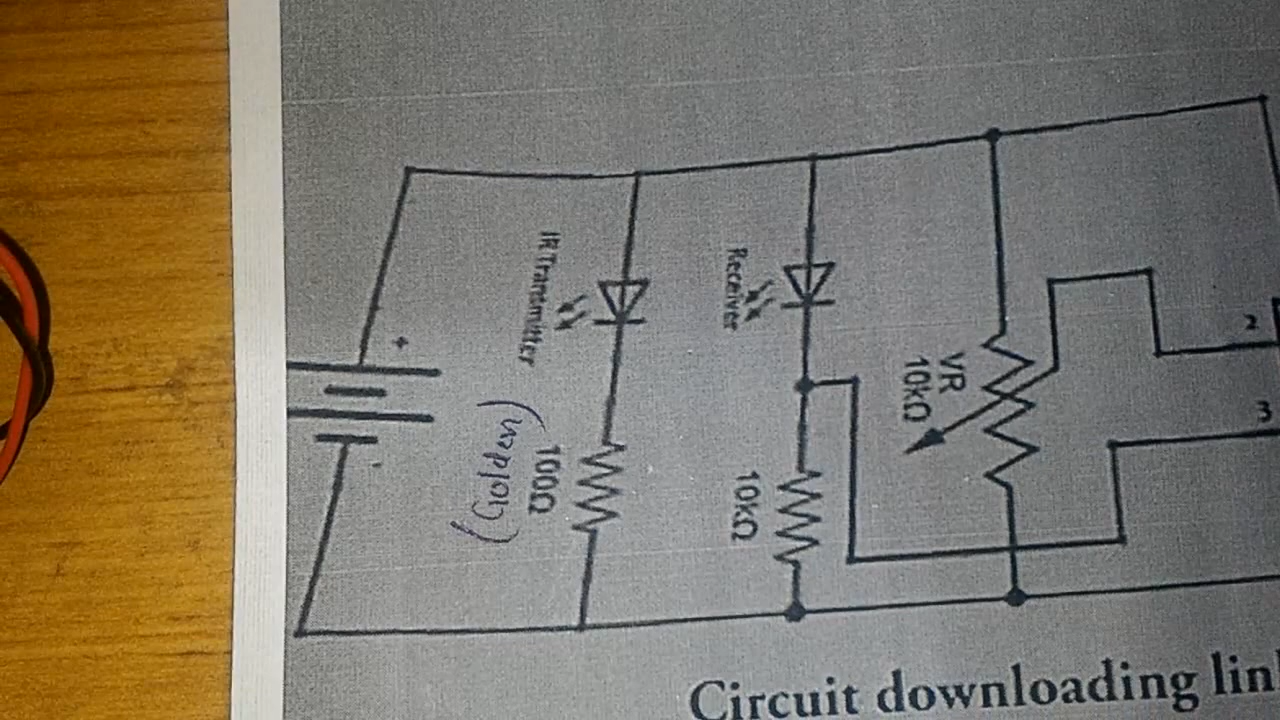 IR Transmitter
(Golden)
100Ω
Receiver
10kΩ
VR
10kΩ
2
3
+
-
Circuit downloading lin